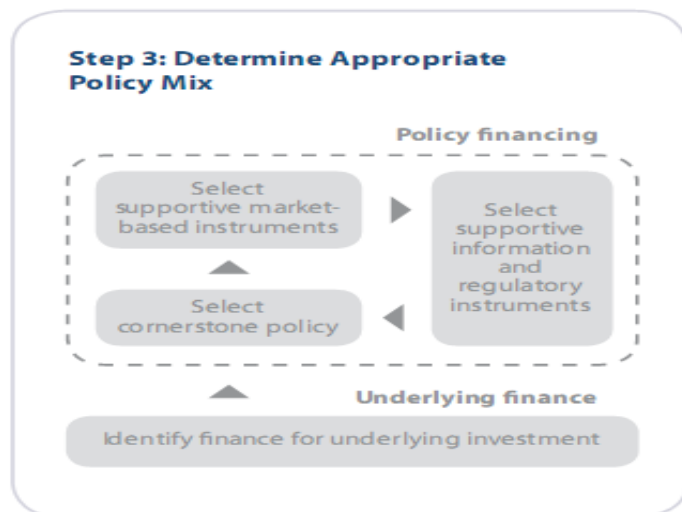 Step 3: Determine Appropriate
Policy Mix
Policy financing
Select
supportive market-
based instruments
Select
supportive
information
and
regulatory
instruments
Select
cornerstone policy
Underlying finance
Identify finance for underlying investment